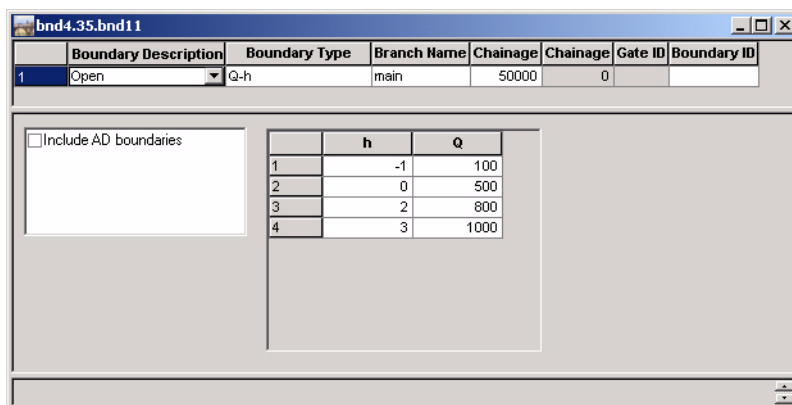 bnd4.35.bnd11
Boundary Description Boundary Type Branch Name Chainage Chainage Gate ID Boundary ID
1 Open Q-h main 50000 0
Include AD boundaries
h Q
1 -1 100
2 0 500
3 2 800
4 3 1000